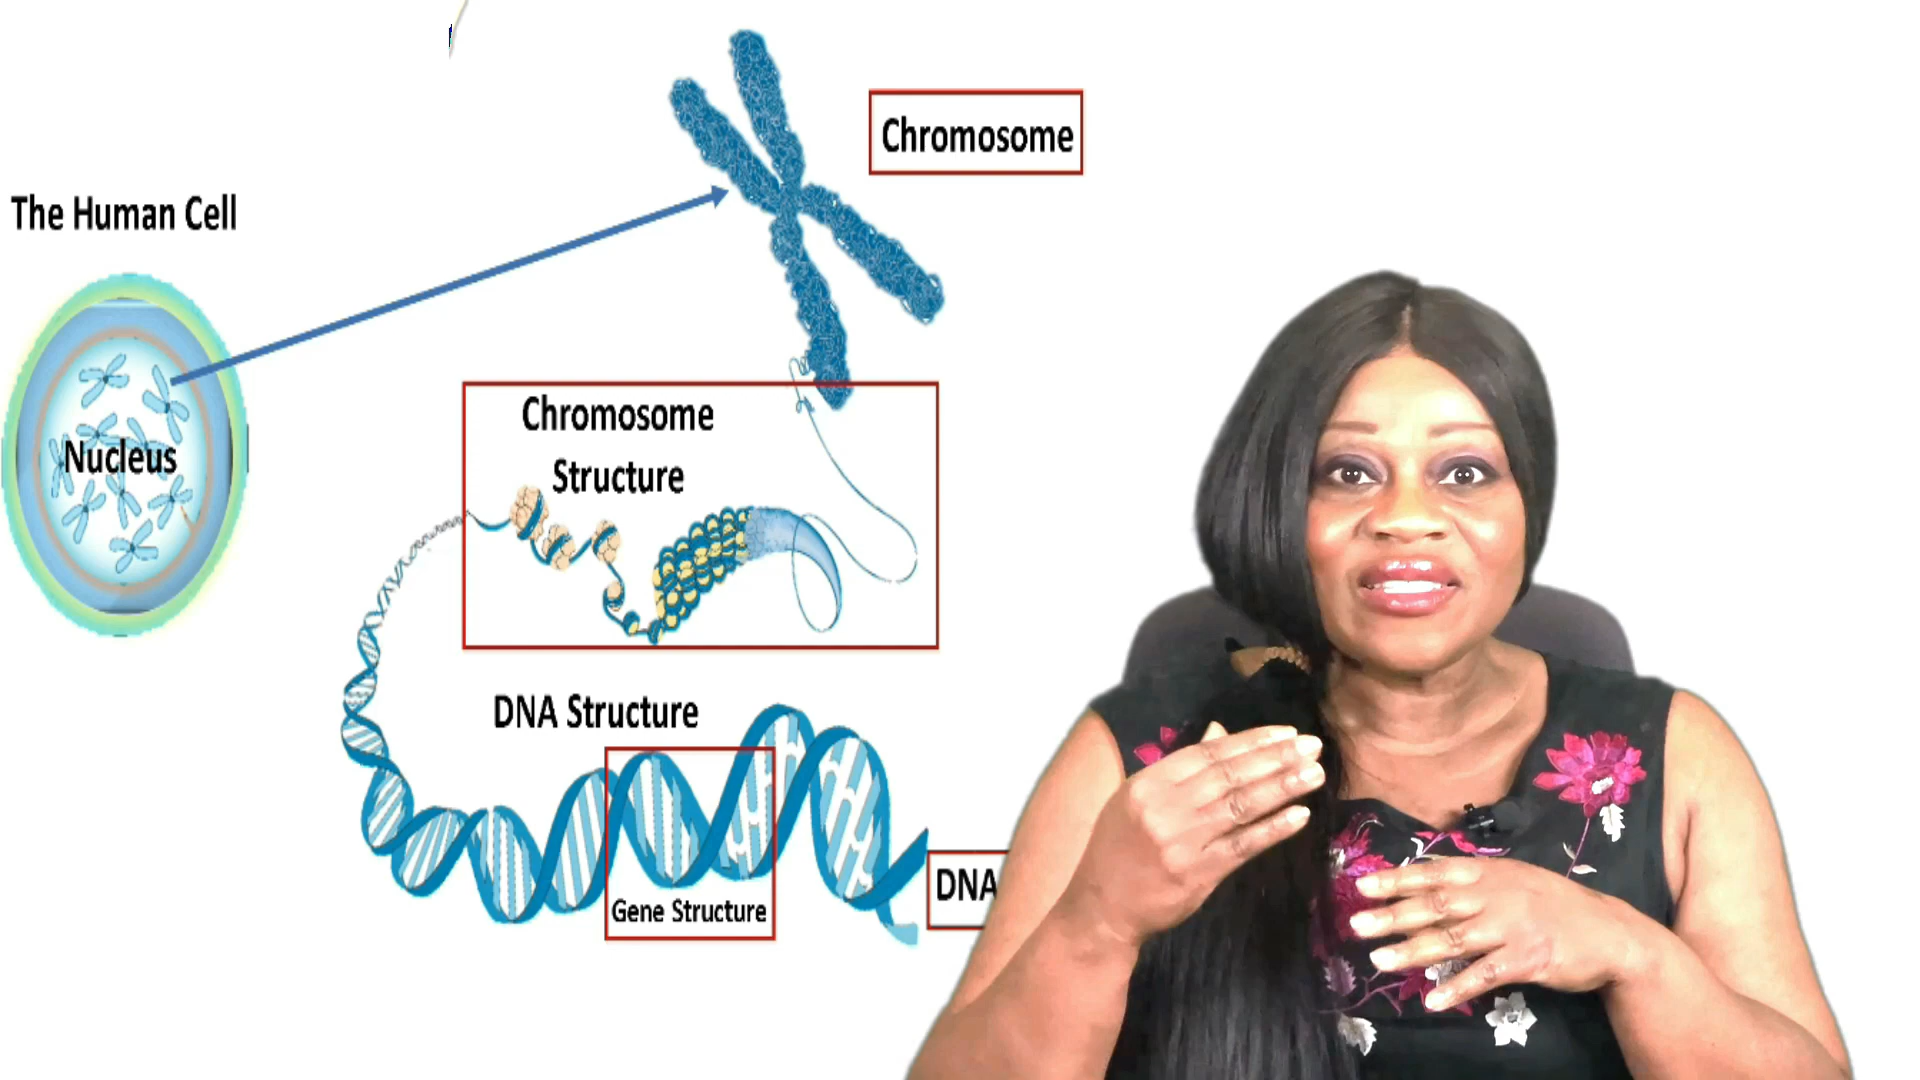 Chromosome
The Human Cell
Nucleus
Chromosome
Structure
DNA Structure
Gene Structure
DNA